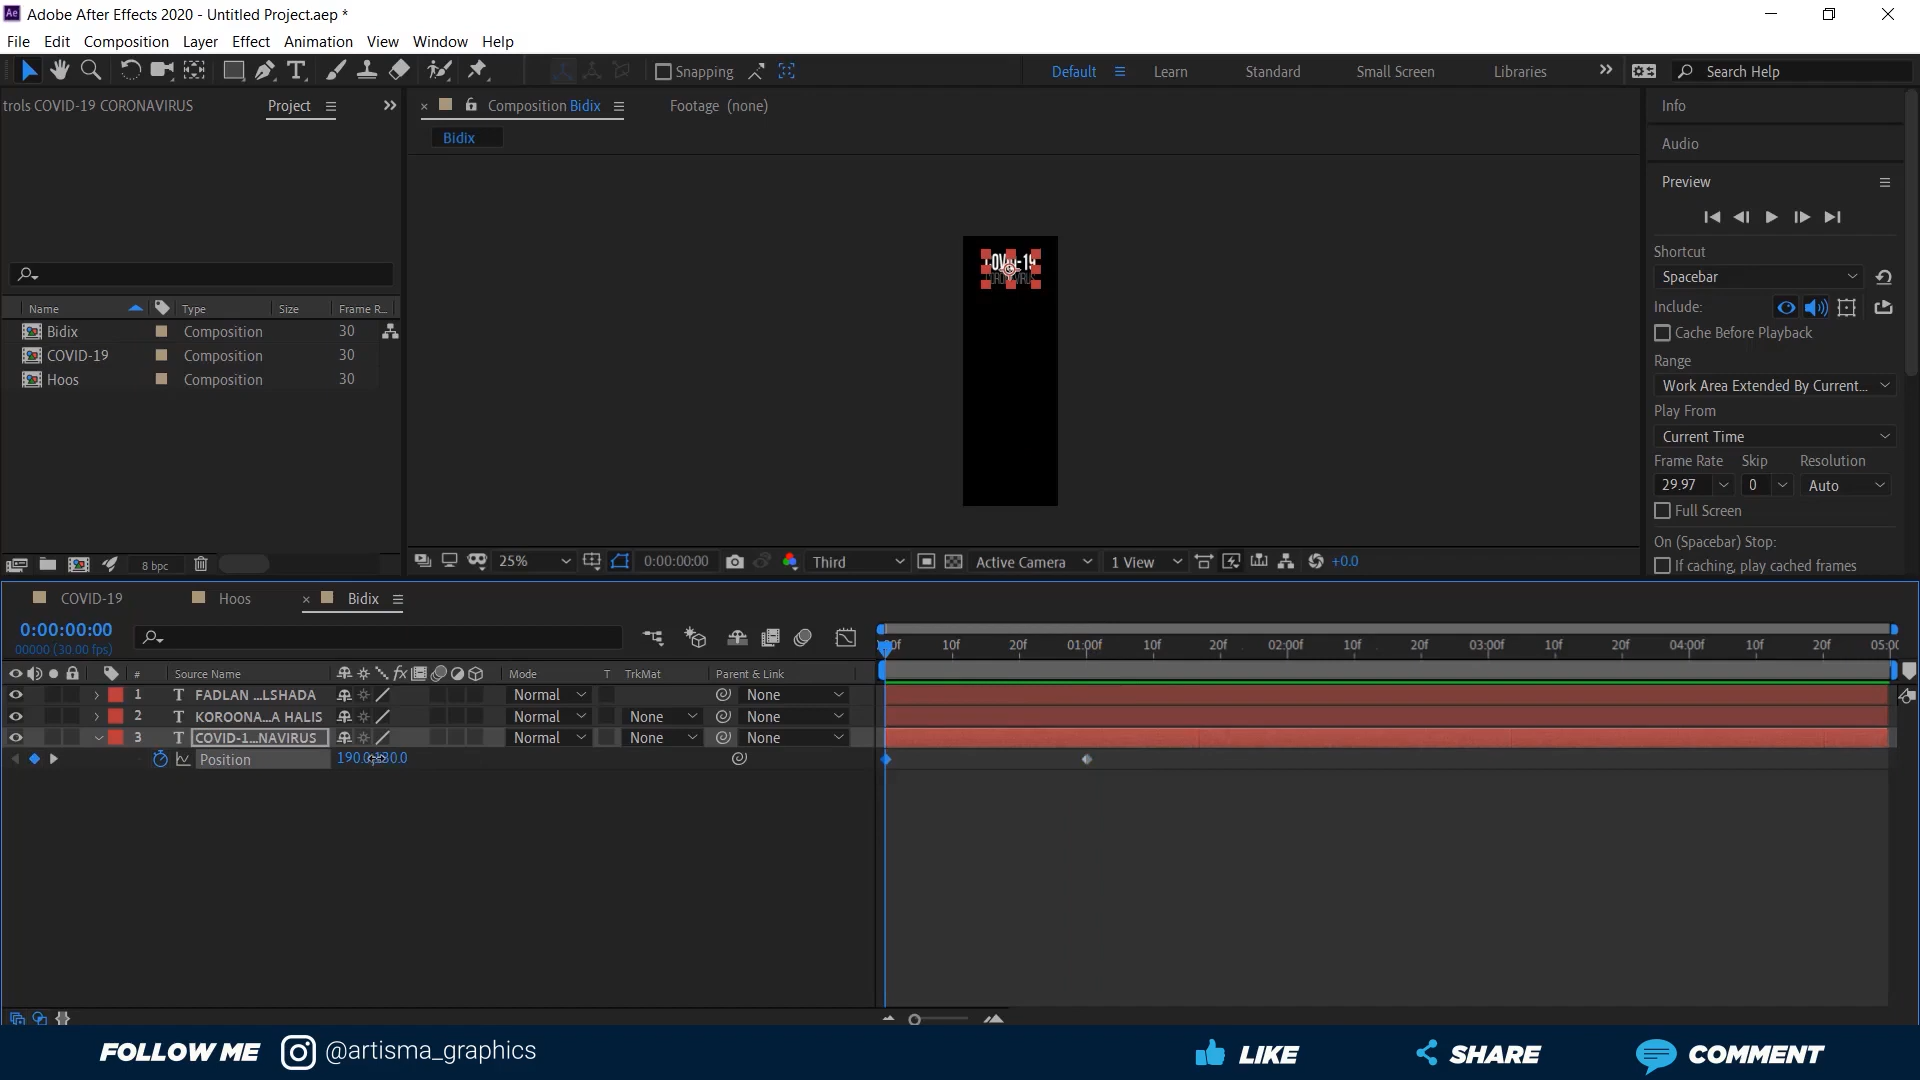 Ae Adobe After Effects 2020 - Untitled Project.aep *
File Edit Composition Layer Effect Animation View Window Help
Snapping Default Learn Standard Small Screen Libraries Search Help
trols COVID-19 CORONAVIRUS Project Composition Bidix Footage (none) Info
Bidix
Audio
Preview
Shortcut
Spacebar
Include:
Cache Before Playback
Range
Work Area Extended By Current...
Play From
Current Time
Frame Rate Skip Resolution
29.97 0 Auto
Full Screen
On (Spacebar) Stop:
If caching, play cached frames
Name Type Size Frame R...
Bidix Composition 30
COVID-19 Composition 30
Hoos Composition 30
COVID-19
CORONAVIRUS
8 bpc 25% 0:00:00:00 Third Active Camera 1 View +0.0
COVID-19 Hoos Bidix
0:00:00:00
00000 (30.00 fps)
10f 20f 01:00f 10f 20f 02:00f 10f 20f 03:00f 10f 20f 04:00f 10f 20f
# Source Name fx Mode T TrkMat Parent & Link
1 T FADLAN ...LSHADA Normal None
2 T KOROONA...A HALIS Normal None None
3 T COVID-1...NAVIRUS Normal None None
Position
FOLLOW ME @artisma_graphics LIKE SHARE COMMENT